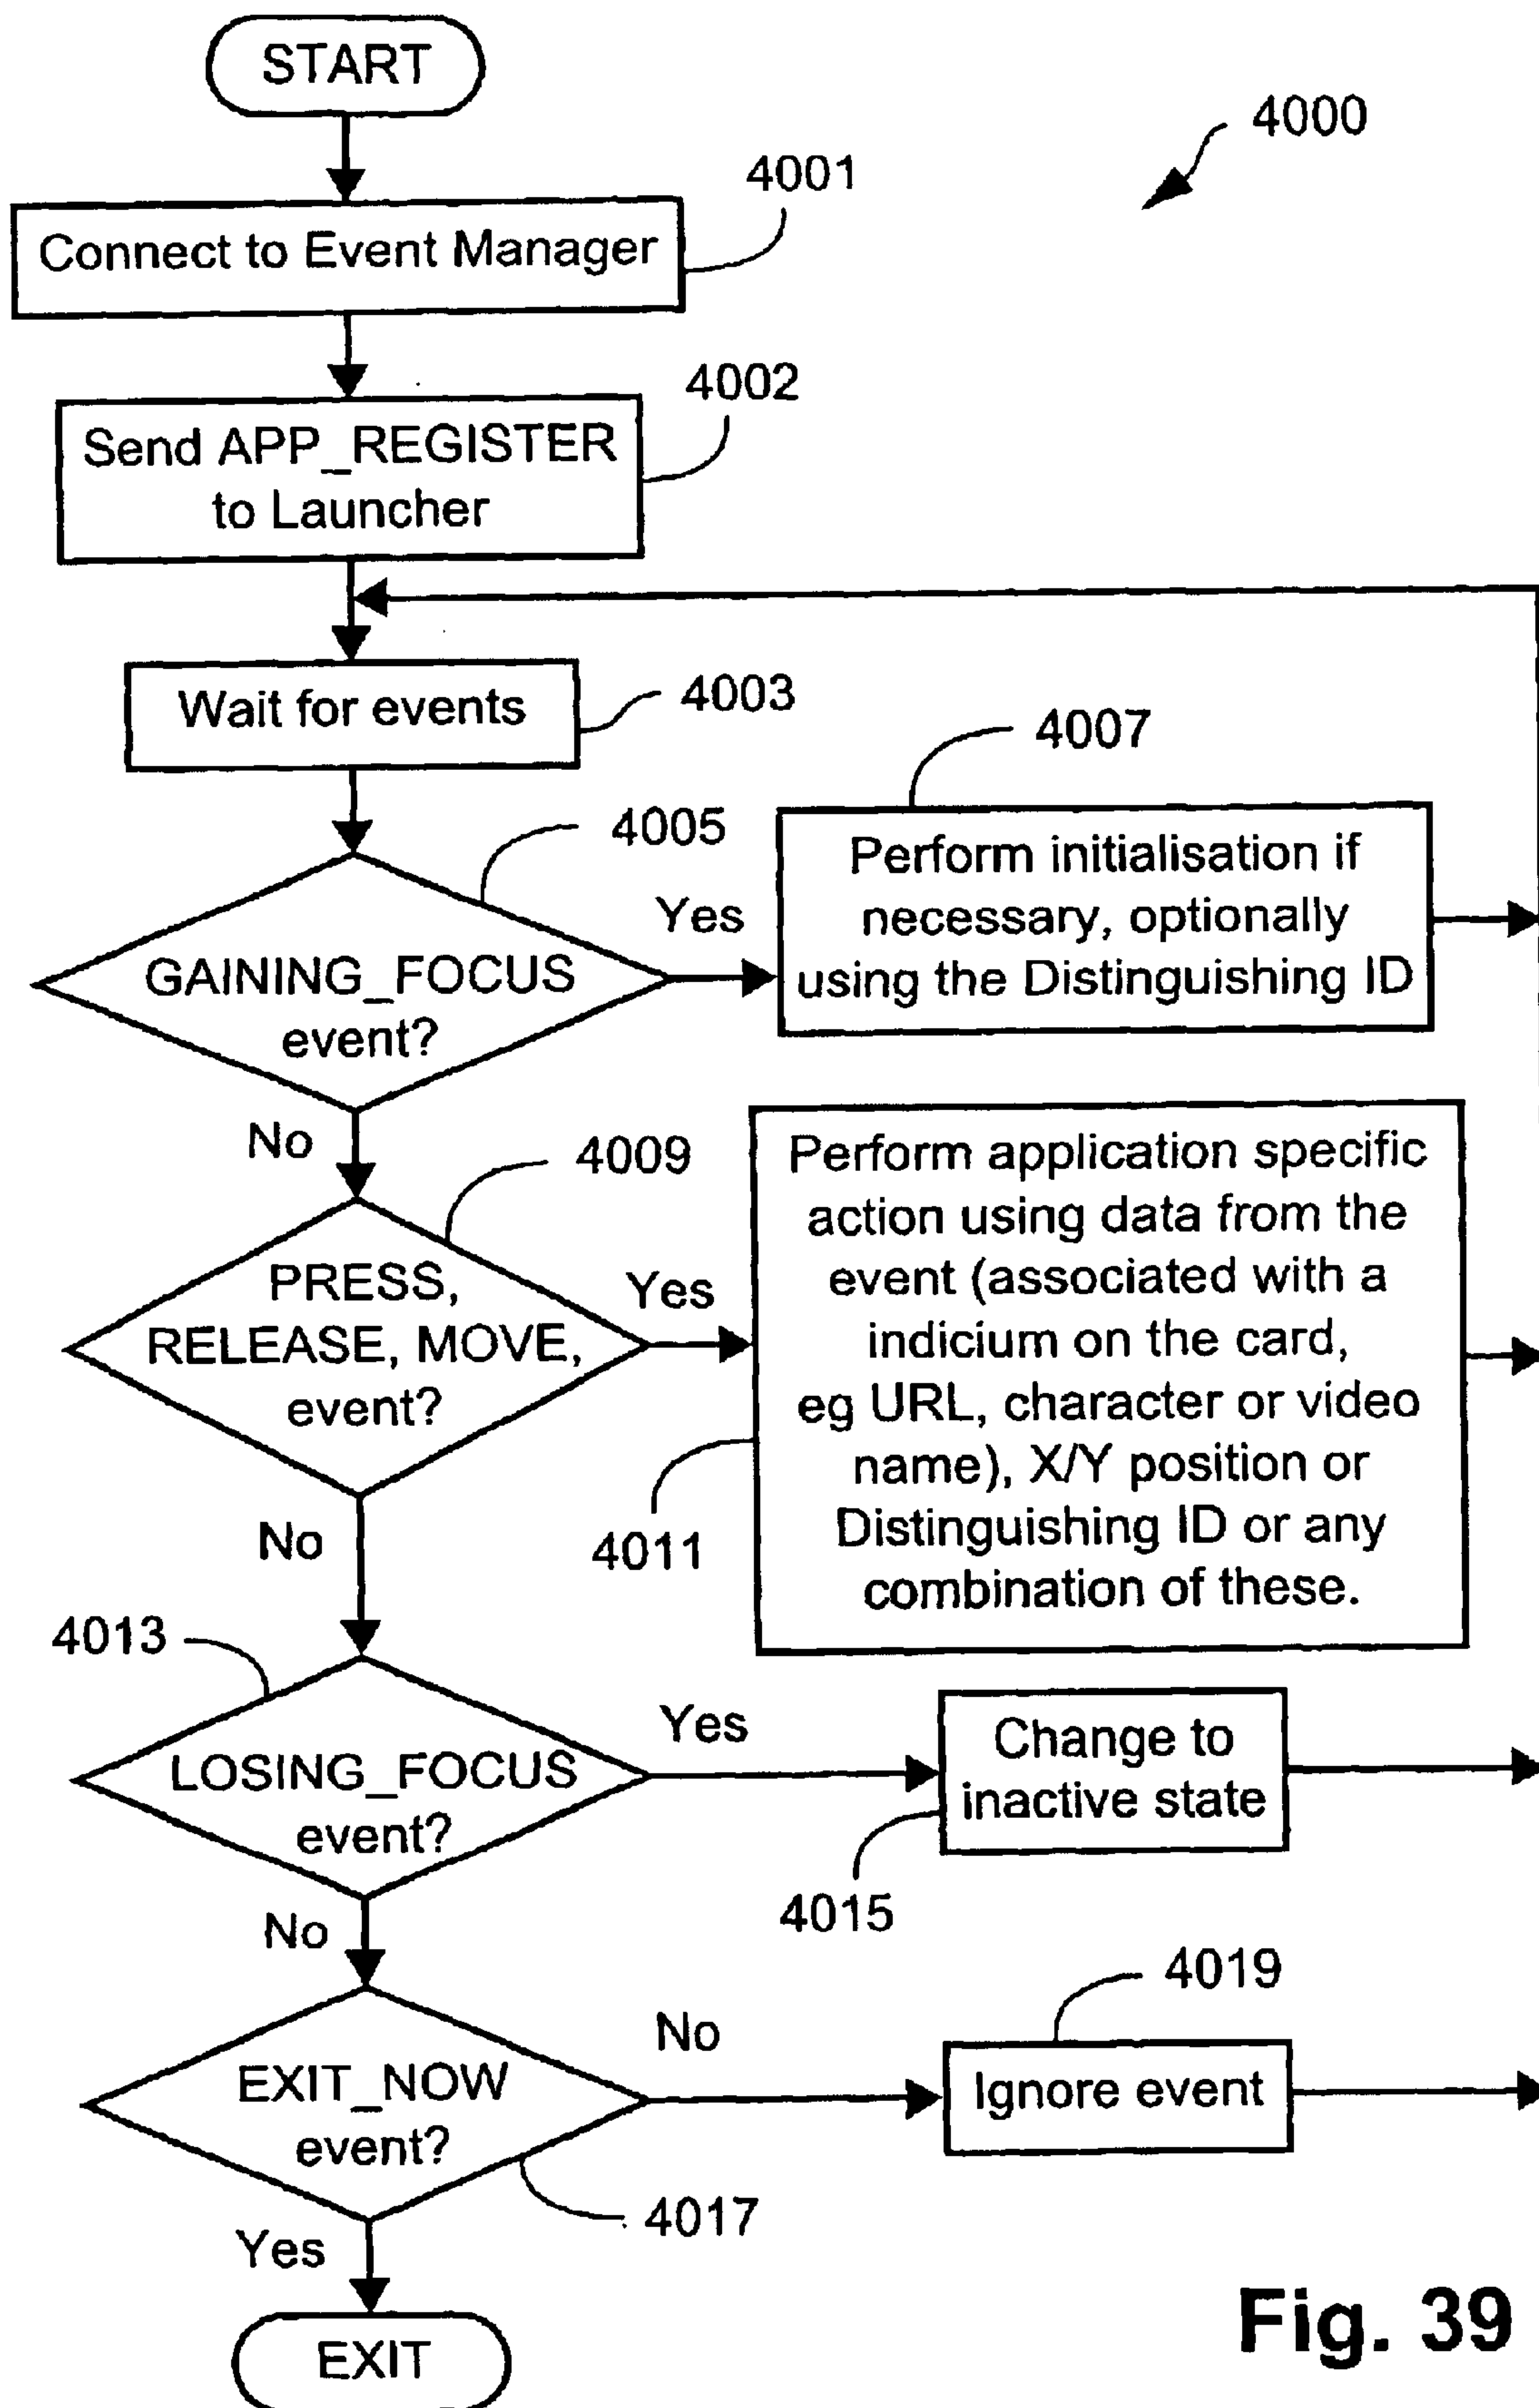 START
4000
4001
Connect to Event Manager
4002
Send APP_REGISTER
to Launcher
Wait for events
4003
4007
4005
Yes
Perform initialisation if
necessary, optionally
using the Distinguishing ID
GAINING_FOCUS
event?
No
4009
PRESS,
RELEASE, MOVE,
event?
Yes
Perform application specific
action using data from the
event (associated with a
indicium on the card,
eg URL, character or video
name), X/Y position or
Distinguishing ID or any
combination of these.
4011
No
4013
LOSING_FOCUS
event?
Yes
Change to
inactive state
4015
No
4019
EXIT_NOW
event?
No
Ignore event
4017
Yes
EXIT
Fig. 39